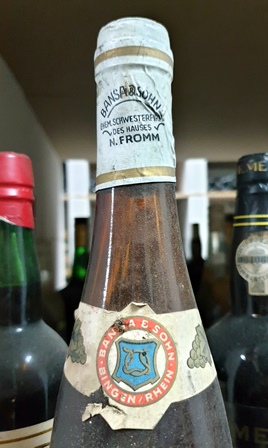 BANSA & SOHN
EHEM. SCHWESTERFIRMA
DES HAUSES
N. FROMM
BANSA & SOHN
BINGEN/RHEIN